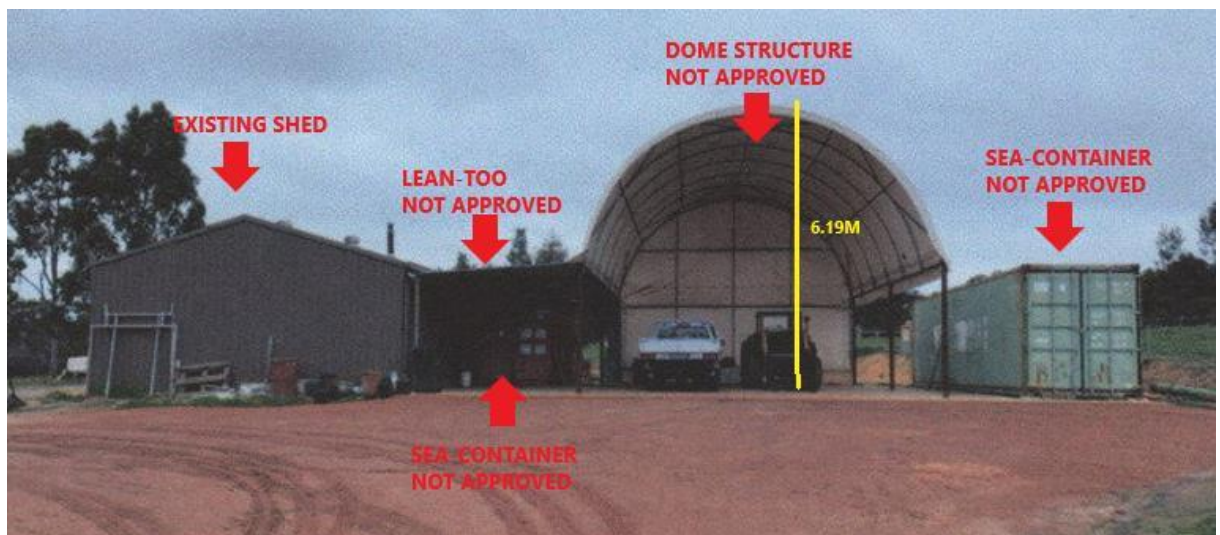 DOME STRUCTURE
NOT APPROVED
EXISTING SHED
SEA-CONTAINER
NOT APPROVED
LEAN-TOO
NOT APPROVED
6.19M
SEA-CONTAINER
NOT APPROVED